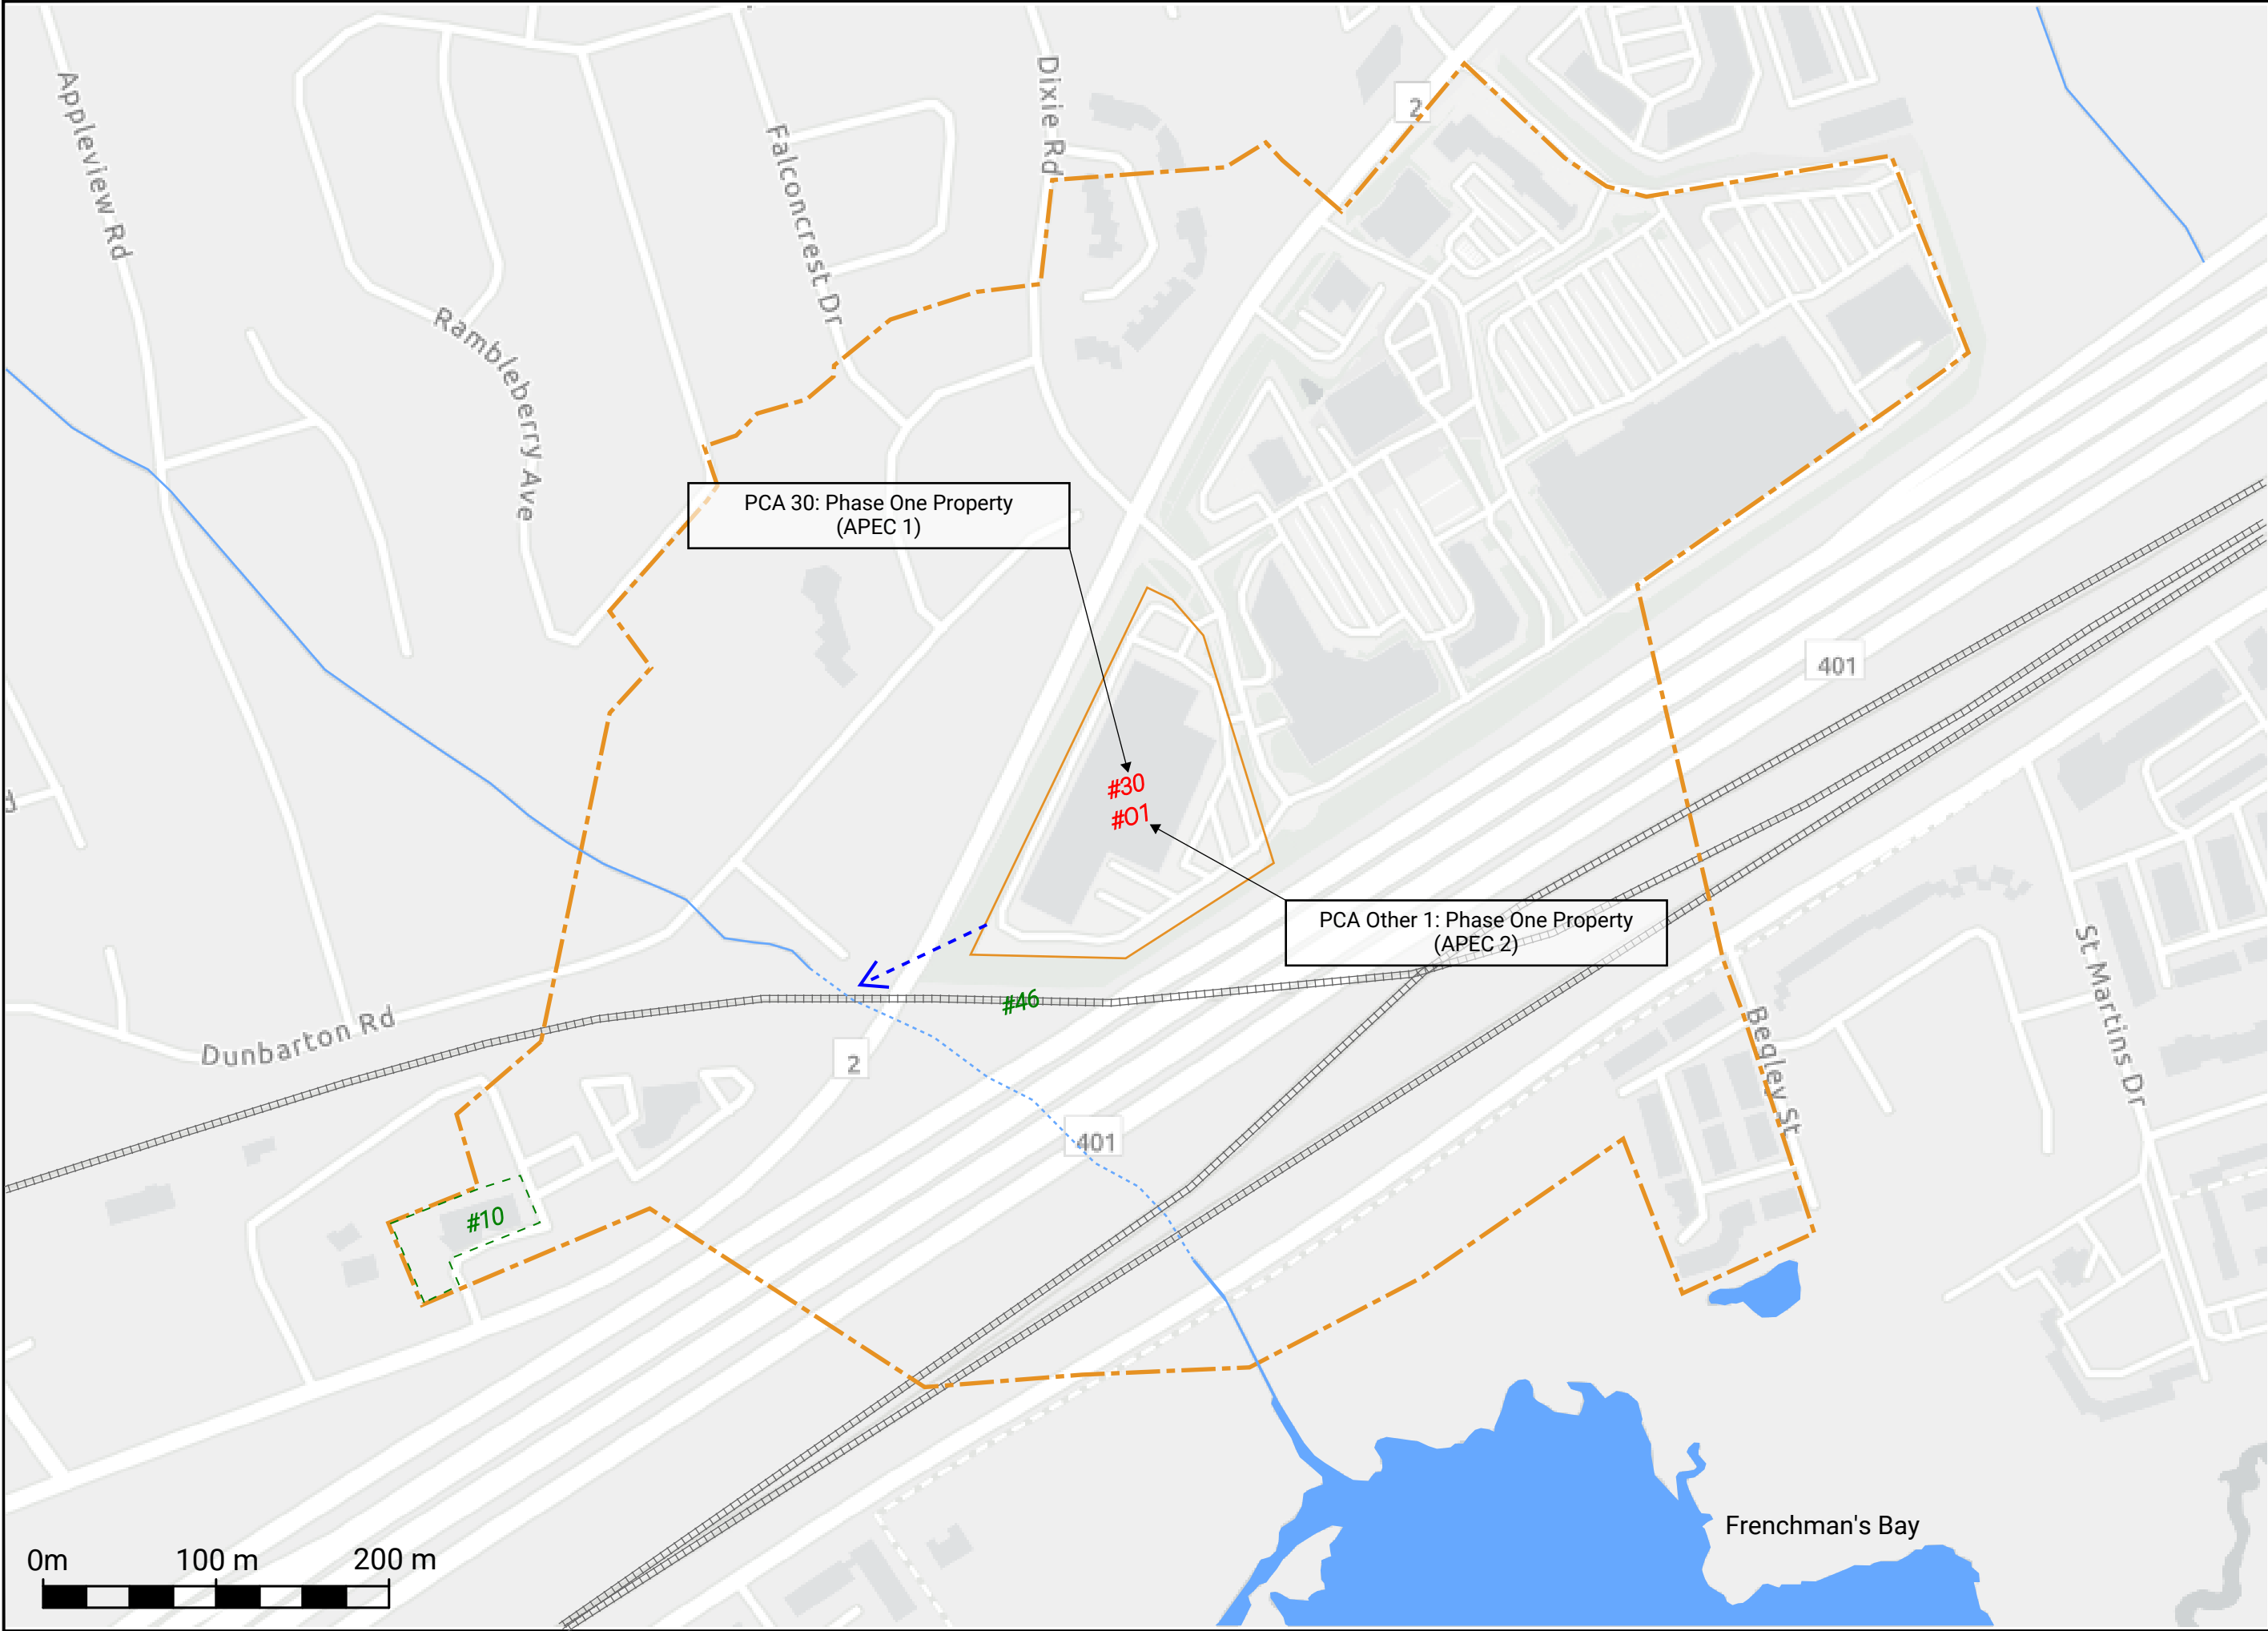 Appleview Rd
Falconcrest Dr
Dixie Rd
2
Rambleberry Ave
PCA 30: Phase One Property
(APEC 1)
401
#30
#O1
PCA Other 1: Phase One Property
(APEC 2)
#46
Dunbarton Rd
2
St Martins Dr
Begley St
401
#10
Frenchman's Bay
0m 100 m 200 m